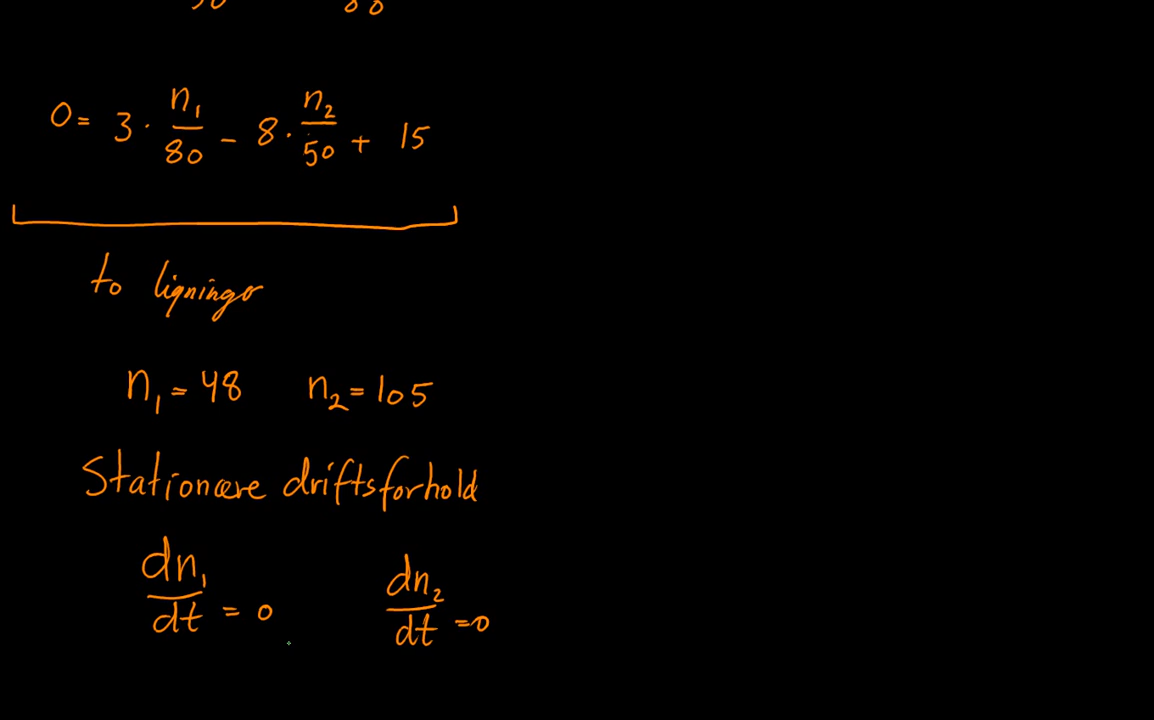 0 = 3 · n₁/80 − 8 · n₂/50 + 15
to ligninger
n₁ = 48 n₂ = 105
Stationære driftsforhold
dn₁/dt = 0 dn₂/dt = 0